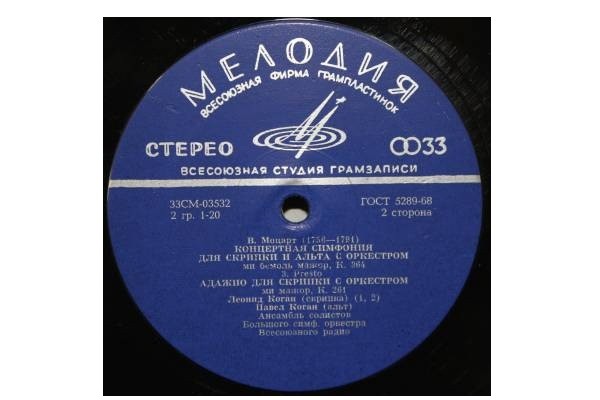 МЕЛОДИЯ
ВСЕСОЮЗНАЯ ФИРМА ГРАМПЛАСТИНОК
СТЕРЕО 33
ВСЕСОЮЗНАЯ СТУДИЯ ГРАМЗАПИСИ
33СМ-03532 ГОСТ 5289-68
2 гр. 1-20 2 сторона
В. Моцарт (1756—1791)
КОНЦЕРТНАЯ СИМФОНИЯ
ДЛЯ СКРИПКИ И АЛЬТА С ОРКЕСТРОМ
ми бемоль мажор, К. 364
3. Presto
АДАЖИО ДЛЯ СКРИПКИ С ОРКЕСТРОМ
ми мажор, К. 261
Леонид Коган (скрипка) (1, 2)
Павел Коган (альт)
Ансамбль солистов
Большого симф. оркестра
Всесоюзного радио